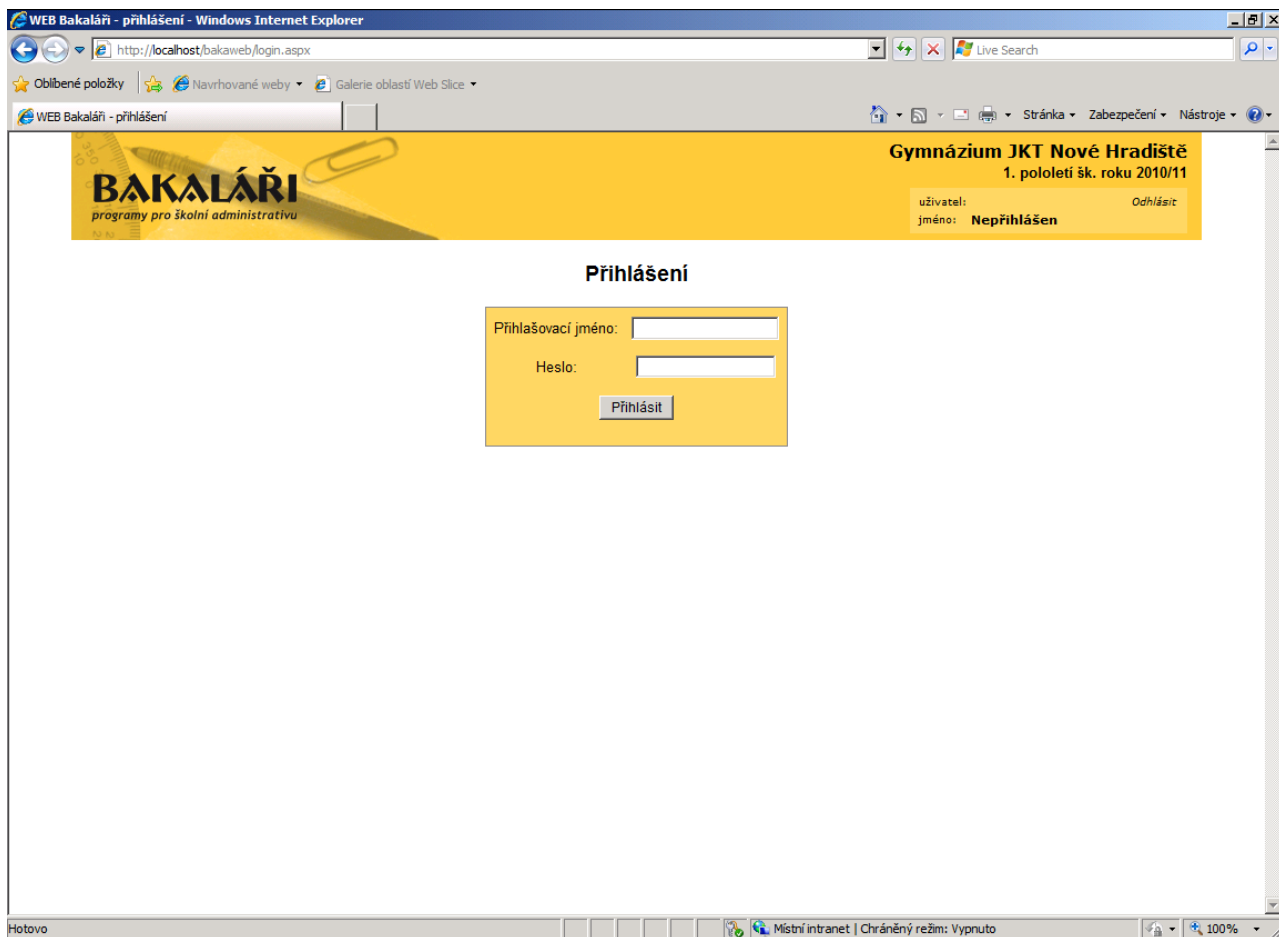 WEB Bakaláři - přihlášení - Windows Internet Explorer
http://localhost/bakaweb/login.aspx
Live Search
Oblíbené položky
Navrhované weby
Galerie oblastí Web Slice
WEB Bakaláři - přihlášení
Stránka
Zabezpečení
Nástroje
BAKALÁŘI
programy pro školní administrativu
Gymnázium JKT Nové Hradiště
1. pololetí šk. roku 2010/11
uživatel:
Odhlásit
jméno: Nepřihlášen
Přihlášení
Přihlašovací jméno:
Heslo:
Přihlásit
Hotovo
Místní intranet | Chráněný režim: Vypnuto
100%